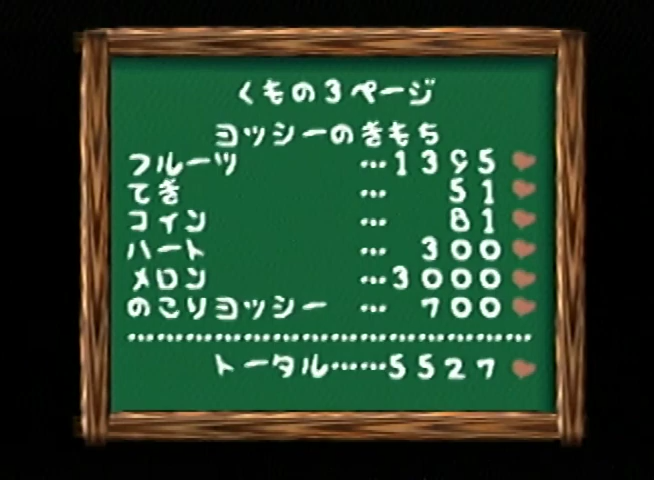 くもの3ページ
ヨッシーのきもち
フルーツ …1395
てき … 51
コイン … 81
ハート … 300
メロン …3000
のこりヨッシー … 700
トータル……5527